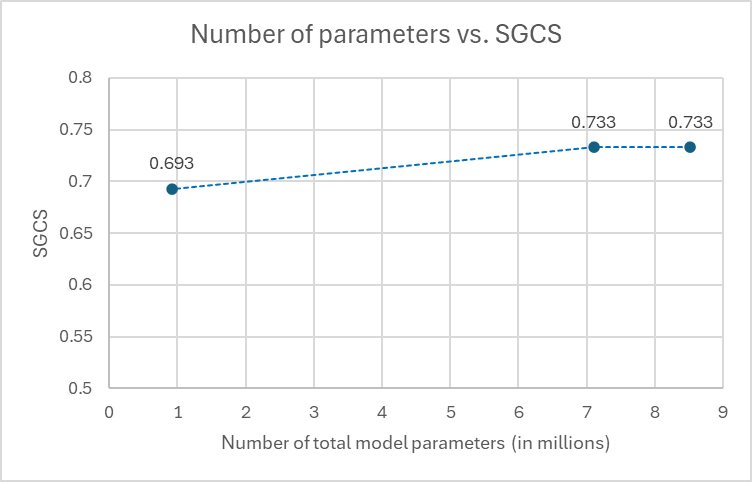 Number of parameters vs. SGCS
0.8
0.75
0.7
0.65
0.6
0.55
0.5
SGCS
0.693
0.733
0.733
0 1 2 3 4 5 6 7 8 9
Number of total model parameters (in millions)